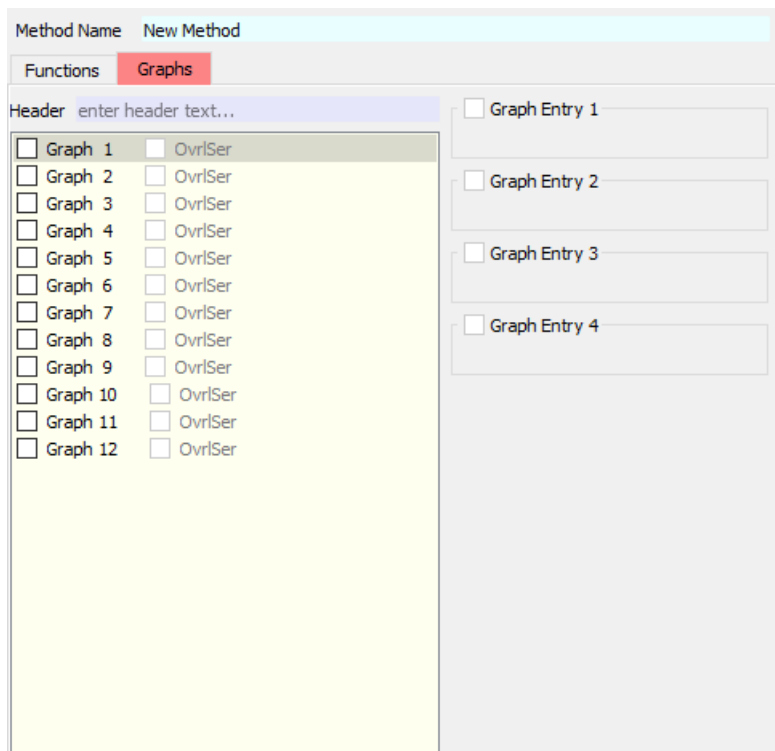 Method Name New Method
Functions Graphs
Header enter header text...
Graph 1 OvrlSer
Graph 2 OvrlSer
Graph 3 OvrlSer
Graph 4 OvrlSer
Graph 5 OvrlSer
Graph 6 OvrlSer
Graph 7 OvrlSer
Graph 8 OvrlSer
Graph 9 OvrlSer
Graph 10 OvrlSer
Graph 11 OvrlSer
Graph 12 OvrlSer
Graph Entry 1
Graph Entry 2
Graph Entry 3
Graph Entry 4